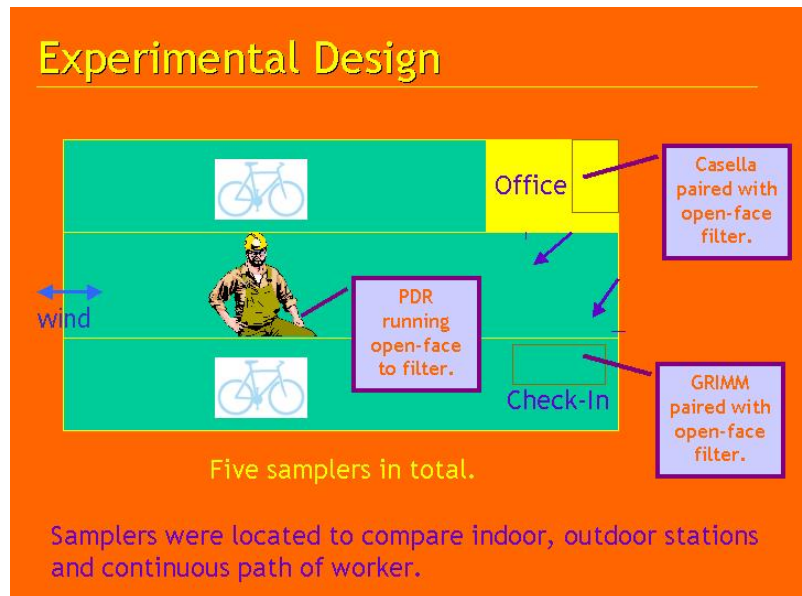 Experimental Design
Office
Casella
paired with
open-face
filter.
wind
PDR
running
open-face
to filter.
Check-In
GRIMM
paired with
open-face
filter.
Five samplers in total.
Samplers were located to compare indoor, outdoor stations
and continuous path of worker.